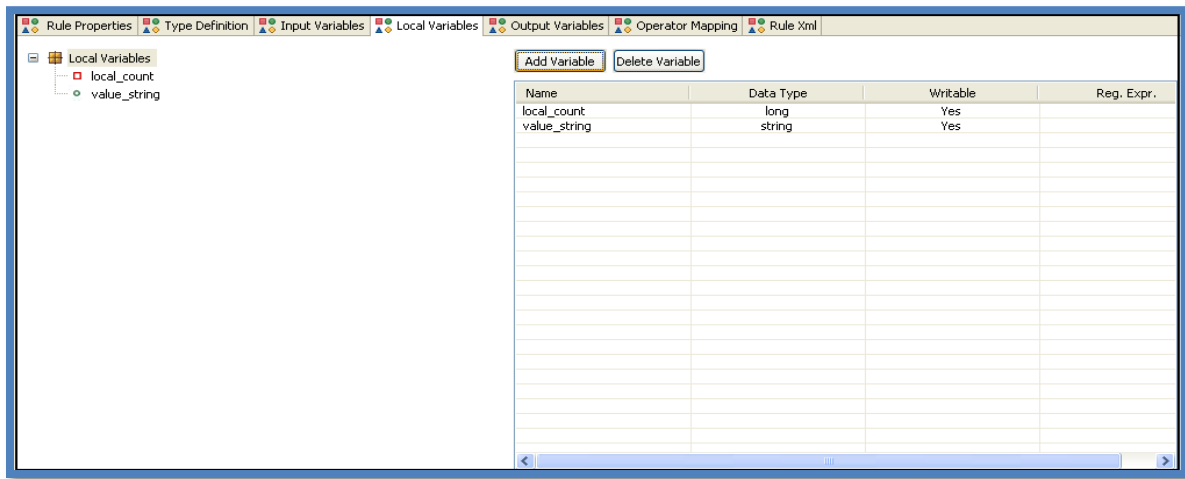 Rule Properties Type Definition Input Variables Local Variables Output Variables Operator Mapping Rule Xml
Local Variables
local_count
value_string
Add Variable Delete Variable
Name Data Type Writable Reg. Expr.
local_count long Yes
value_string string Yes